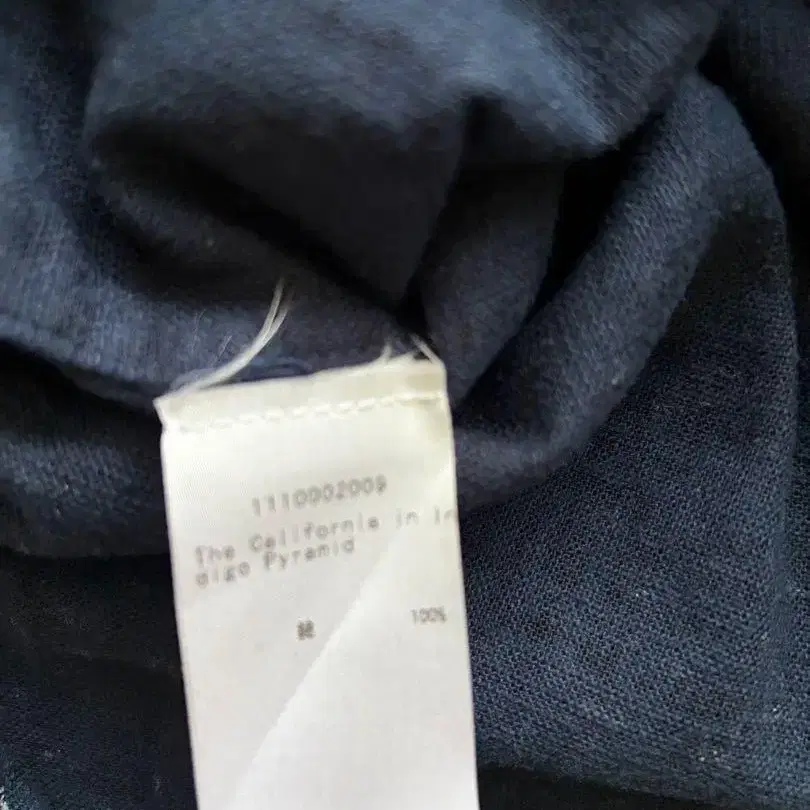 1110002009
The California in In
digo Pyramid
綿 100%